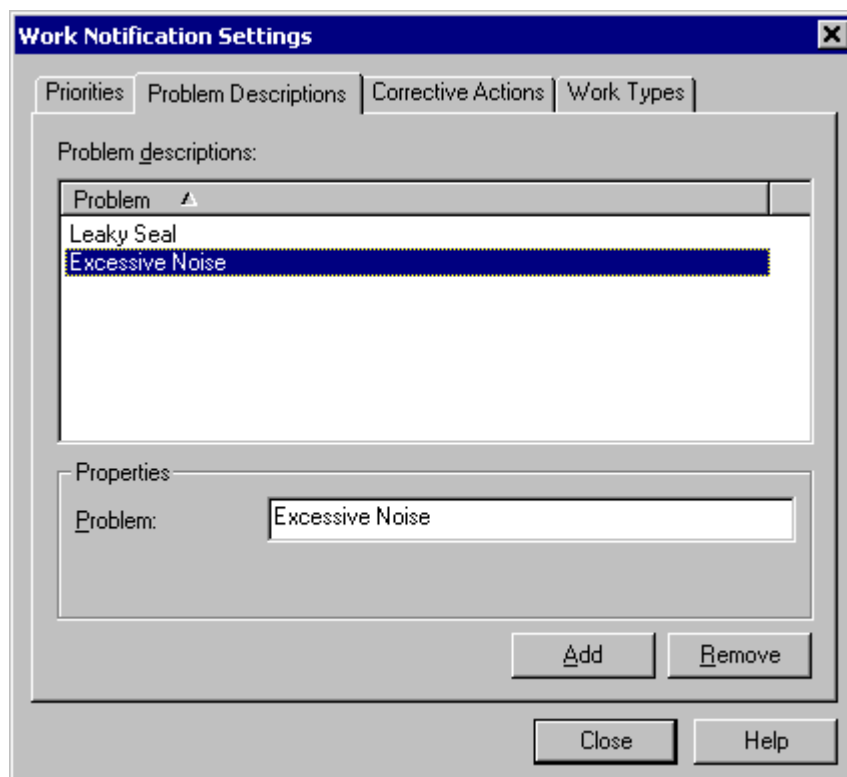 Work Notification Settings
Priorities Problem Descriptions Corrective Actions Work Types
Problem descriptions:
Problem
Leaky Seal
Excessive Noise
Properties
Problem: Excessive Noise
Add Remove
Close Help